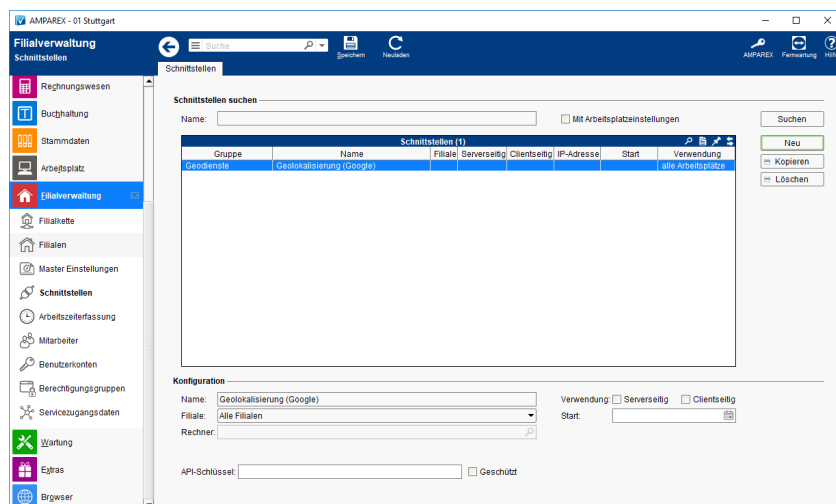 AMPAREX - 01 Stuttgart
Filialverwaltung
Schnittstellen
Suche
Speichern
Neuladen
AMPAREX
Fernwartung
Hilfe
Schnittstellen
Rechnungswesen
Buchhaltung
Stammdaten
Arbeitsplatz
Filialverwaltung
Filialkette
Filialen
Master Einstellungen
Schnittstellen
Arbeitszeiterfassung
Mitarbeiter
Benutzerkonten
Berechtigungsgruppen
Servicezugangsdaten
Wartung
Extras
Browser
Schnittstellen suchen
Name:
Mit Arbeitsplatzeinstellungen
Suchen
Schnittstellen (1)
Neu
Gruppe Name Filiale Serverseitig Clientseitig IP-Adresse Start Verwendung
Geodienste Geolokalisierung (Google) alle Arbeitsplätze
Kopieren
Löschen
Konfiguration
Name: Geolokalisierung (Google) Verwendung: Serverseitig Clientseitig
Filiale: Alle Filialen Start:
Rechner:
API-Schlüssel: Geschützt